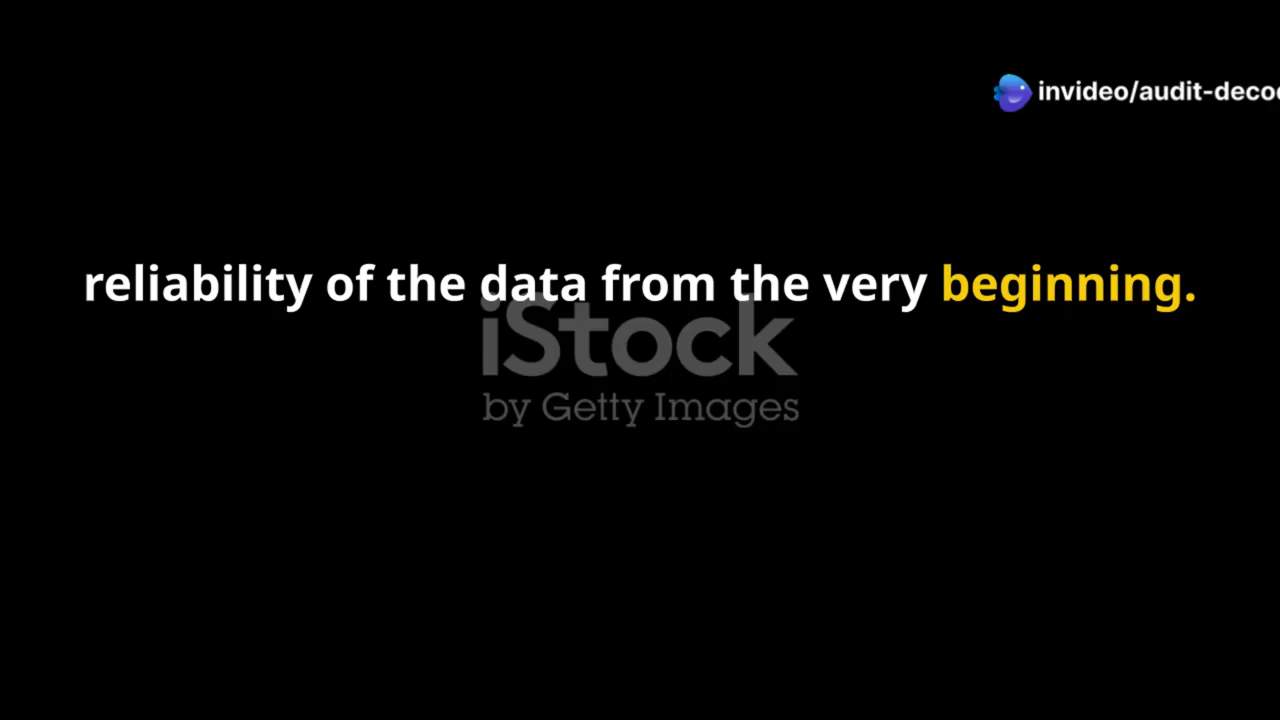 invideo/audit-deco
reliability of the data from the very beginning.
iStock
by Getty Images